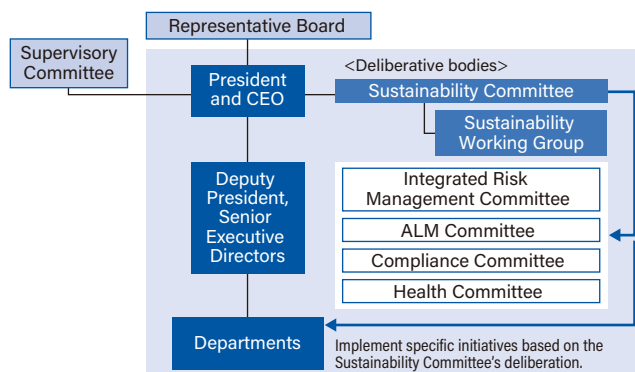 Representative Board
Supervisory
Committee
<Deliberative bodies>
President
and CEO
Sustainability Committee
Sustainability
Working Group
Deputy
President,
Senior
Executive
Directors
Integrated Risk
Management Committee
ALM Committee
Compliance Committee
Health Committee
Departments
Implement specific initiatives based on the
Sustainability Committee's deliberation.